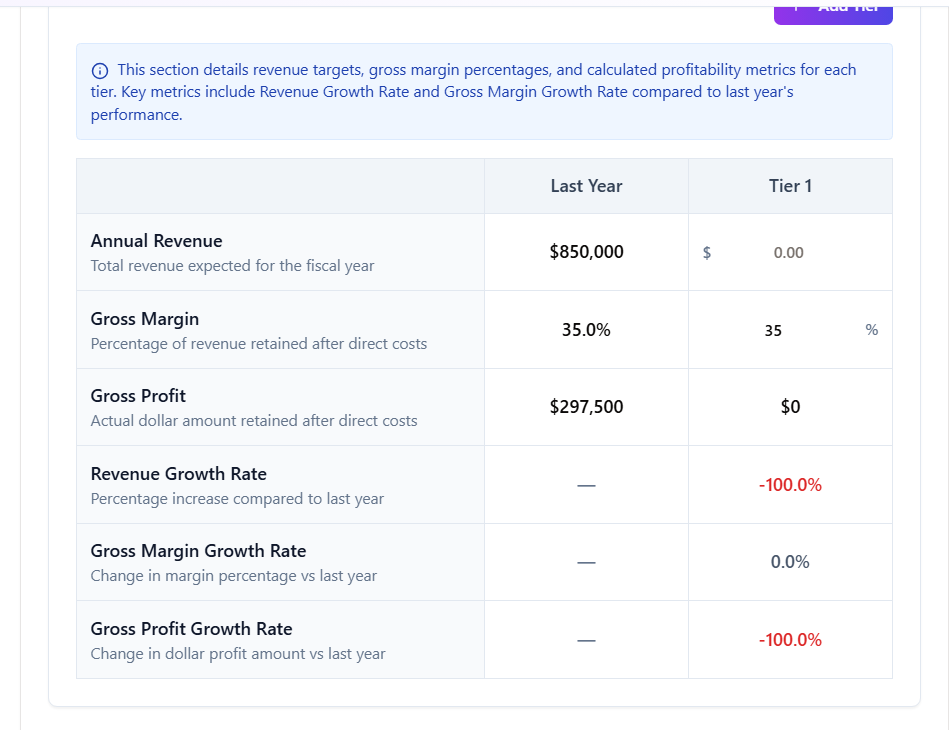 + Add Tier
This section details revenue targets, gross margin percentages, and calculated profitability metrics for each
tier. Key metrics include Revenue Growth Rate and Gross Margin Growth Rate compared to last year's
performance.
Last Year Tier 1
Annual Revenue
Total revenue expected for the fiscal year
$850,000 $ 0.00
Gross Margin
Percentage of revenue retained after direct costs
35.0% 35 %
Gross Profit
Actual dollar amount retained after direct costs
$297,500 $0
Revenue Growth Rate
Percentage increase compared to last year
— -100.0%
Gross Margin Growth Rate
Change in margin percentage vs last year
— 0.0%
Gross Profit Growth Rate
Change in dollar profit amount vs last year
— -100.0%